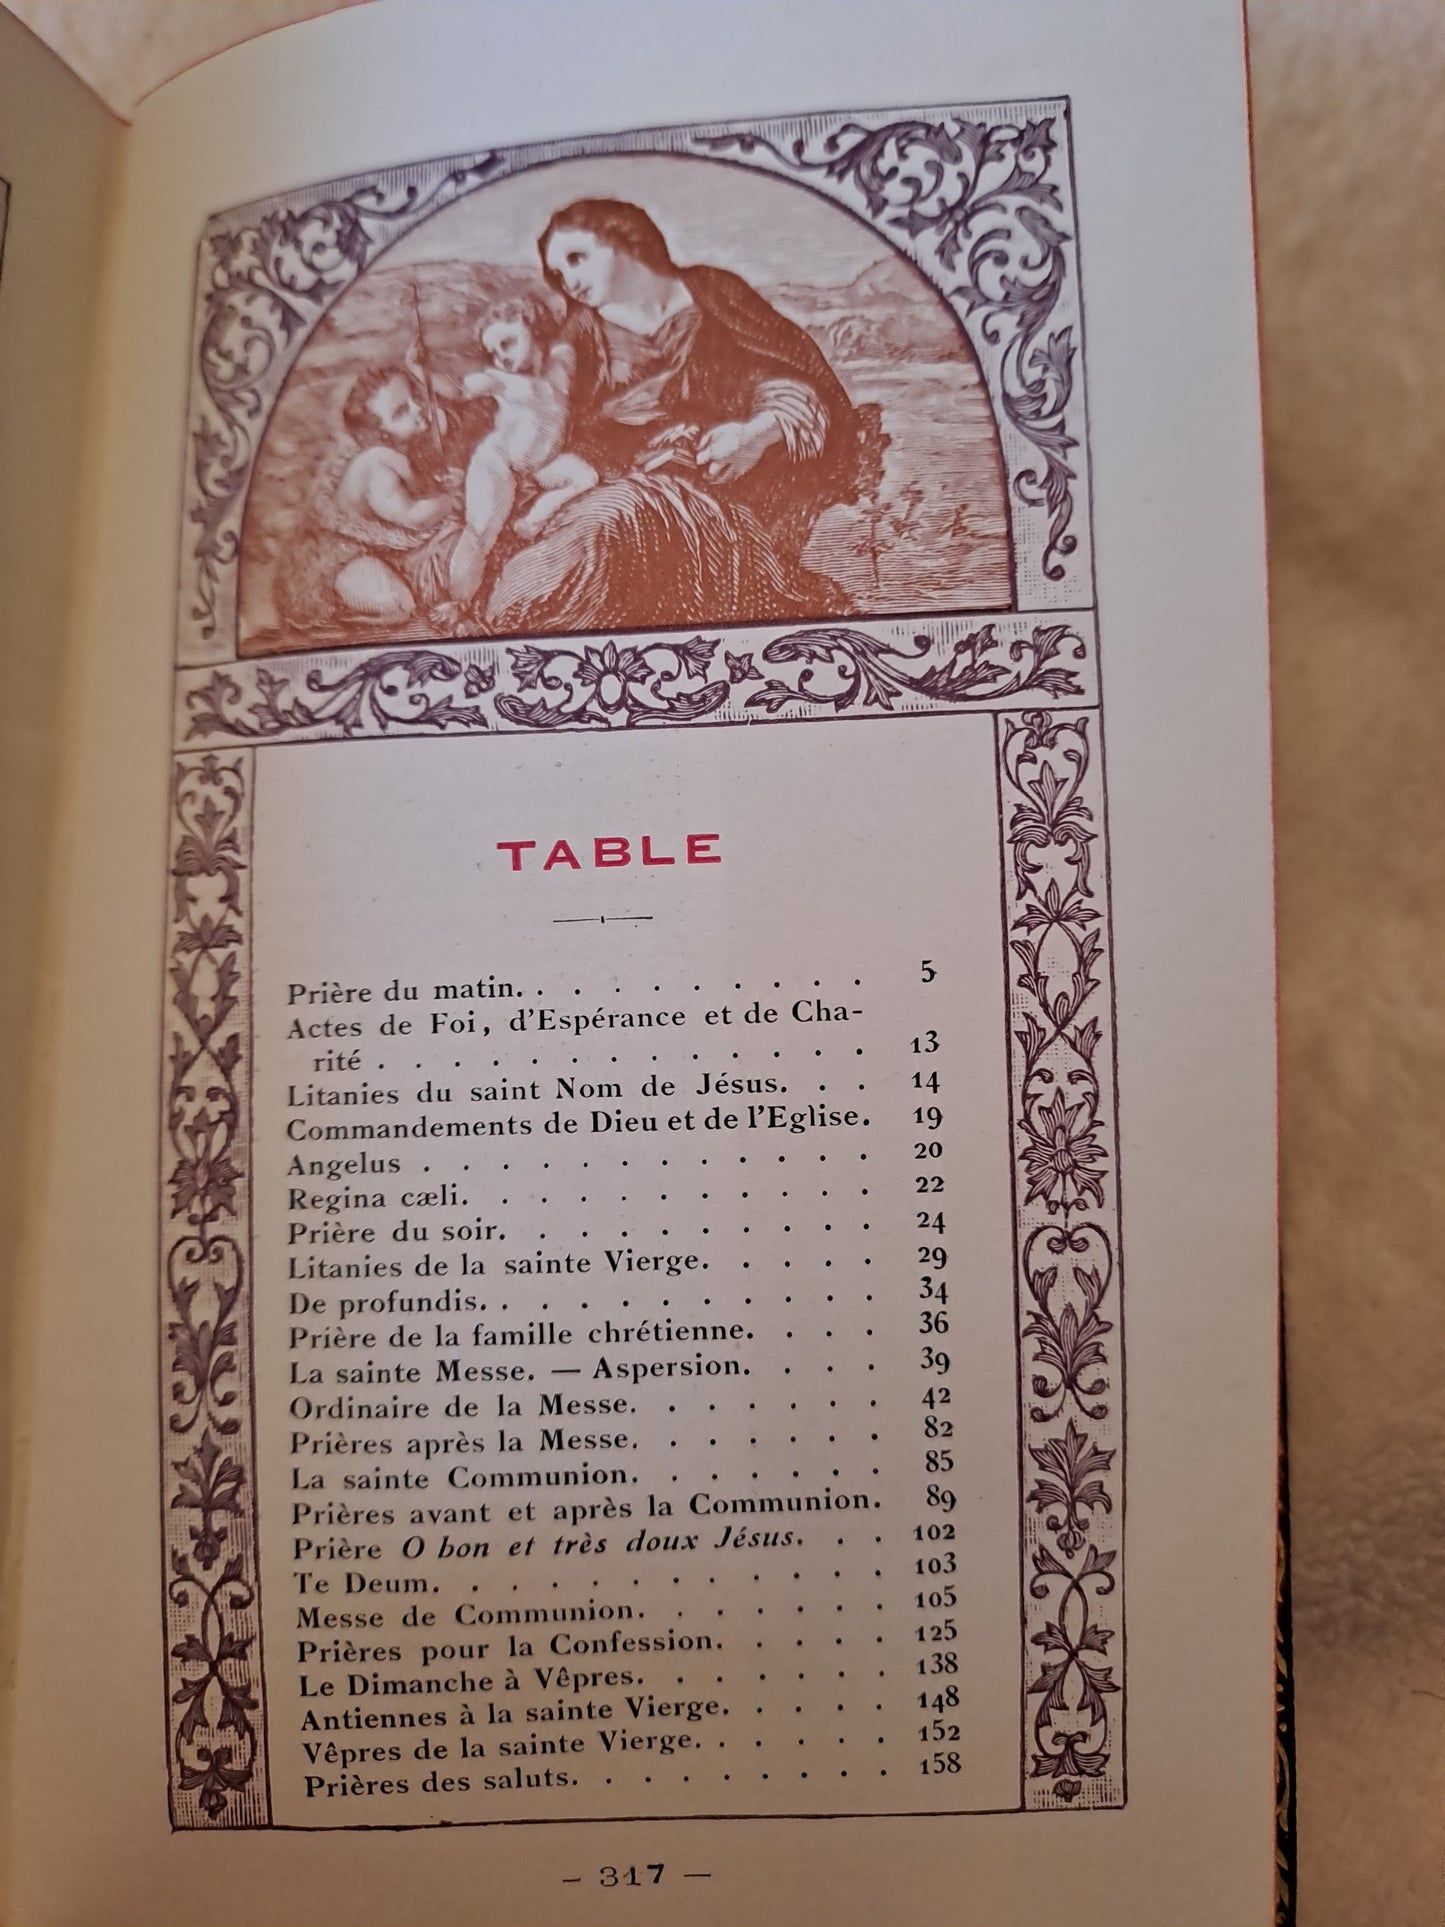 TABLE
Prière du matin. . . . . . . . . . 5
Actes de Foi, d'Espérance et de Cha-
rité . . . . . . . . . . . . . 13
Litanies du saint Nom de Jésus. . . 14
Commandements de Dieu et de l'Eglise. 19
Angelus . . . . . . . . . . . . 20
Regina cæli. . . . . . . . . . . 22
Prière du soir. . . . . . . . . . 24
Litanies de la sainte Vierge. . . . . 29
De profundis. . . . . . . . . . . 34
Prière de la famille chrétienne. . . . 36
La sainte Messe. — Aspersion. . . . 39
Ordinaire de la Messe. . . . . . . 42
Prières après la Messe. . . . . . . 82
La sainte Communion. . . . . . . 85
Prières avant et après la Communion. 89
Prière O bon et très doux Jésus. . . 102
Te Deum. . . . . . . . . . . . 103
Messe de Communion. . . . . . . 105
Prières pour la Confession. . . . . 125
Le Dimanche à Vêpres. . . . . . . 138
Antiennes à la sainte Vierge. . . . . 148
Vêpres de la sainte Vierge. . . . . . 152
Prières des saluts. . . . . . . . . 158
— 317 —